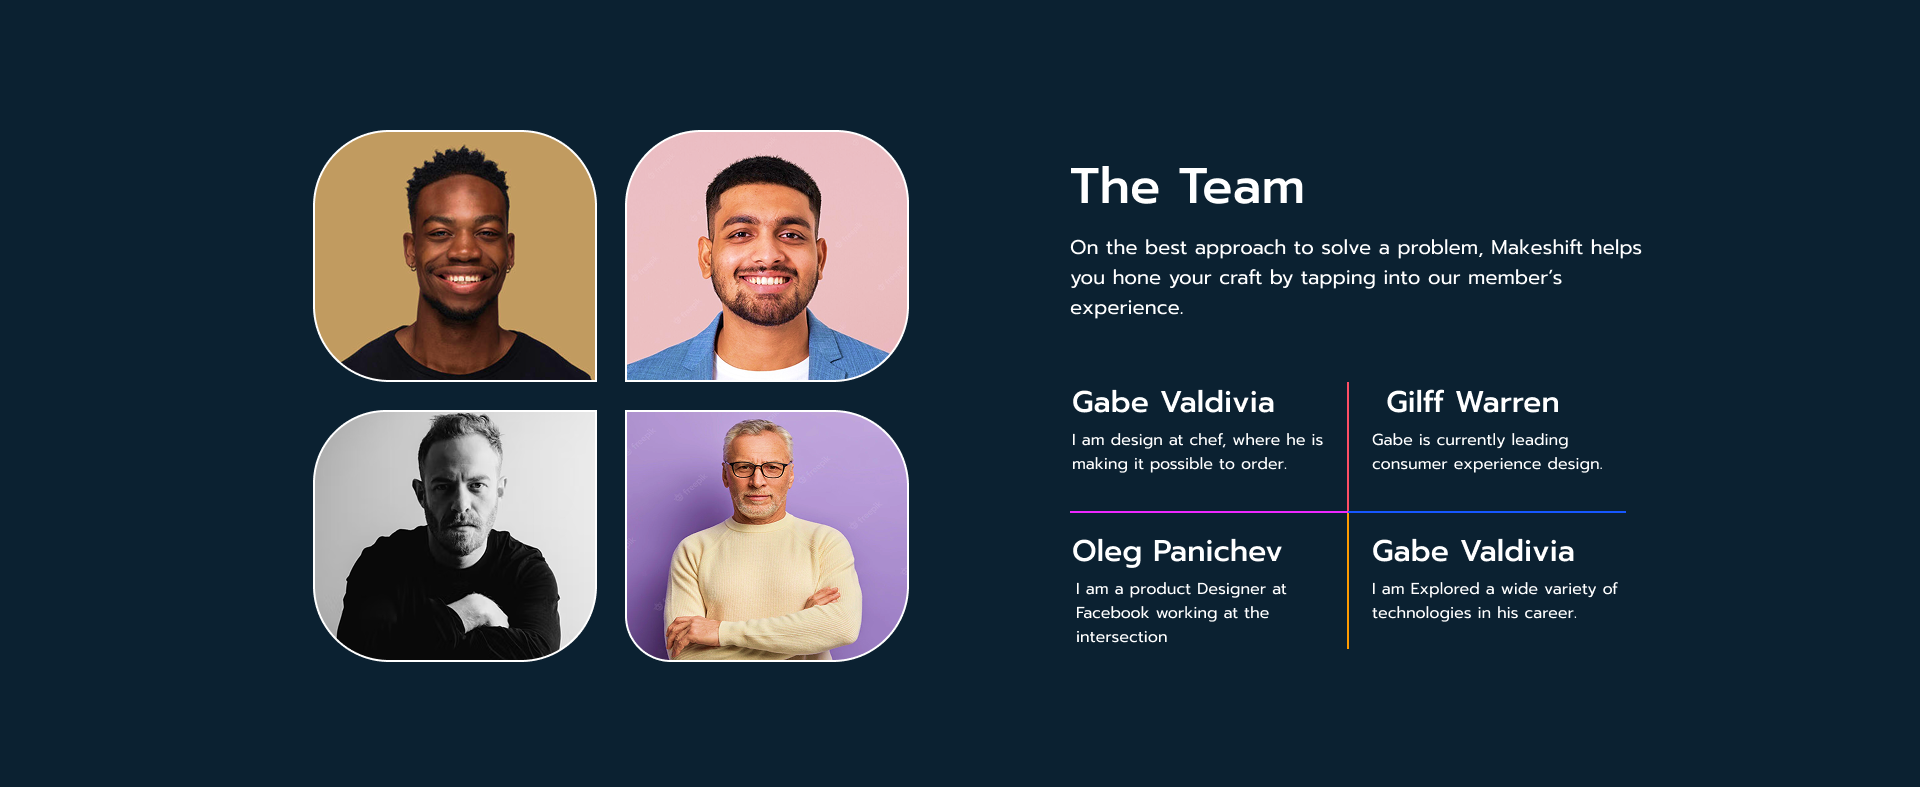 The Team
On the best approach to solve a problem, Makeshift helps
you hone your craft by tapping into our member’s
experience.
Gabe Valdivia
I am design at chef, where he is
making it possible to order.
Gilff Warren
Gabe is currently leading
consumer experience design.
Oleg Panichev
I am a product Designer at
Facebook working at the
intersection
Gabe Valdivia
I am Explored a wide variety of
technologies in his career.